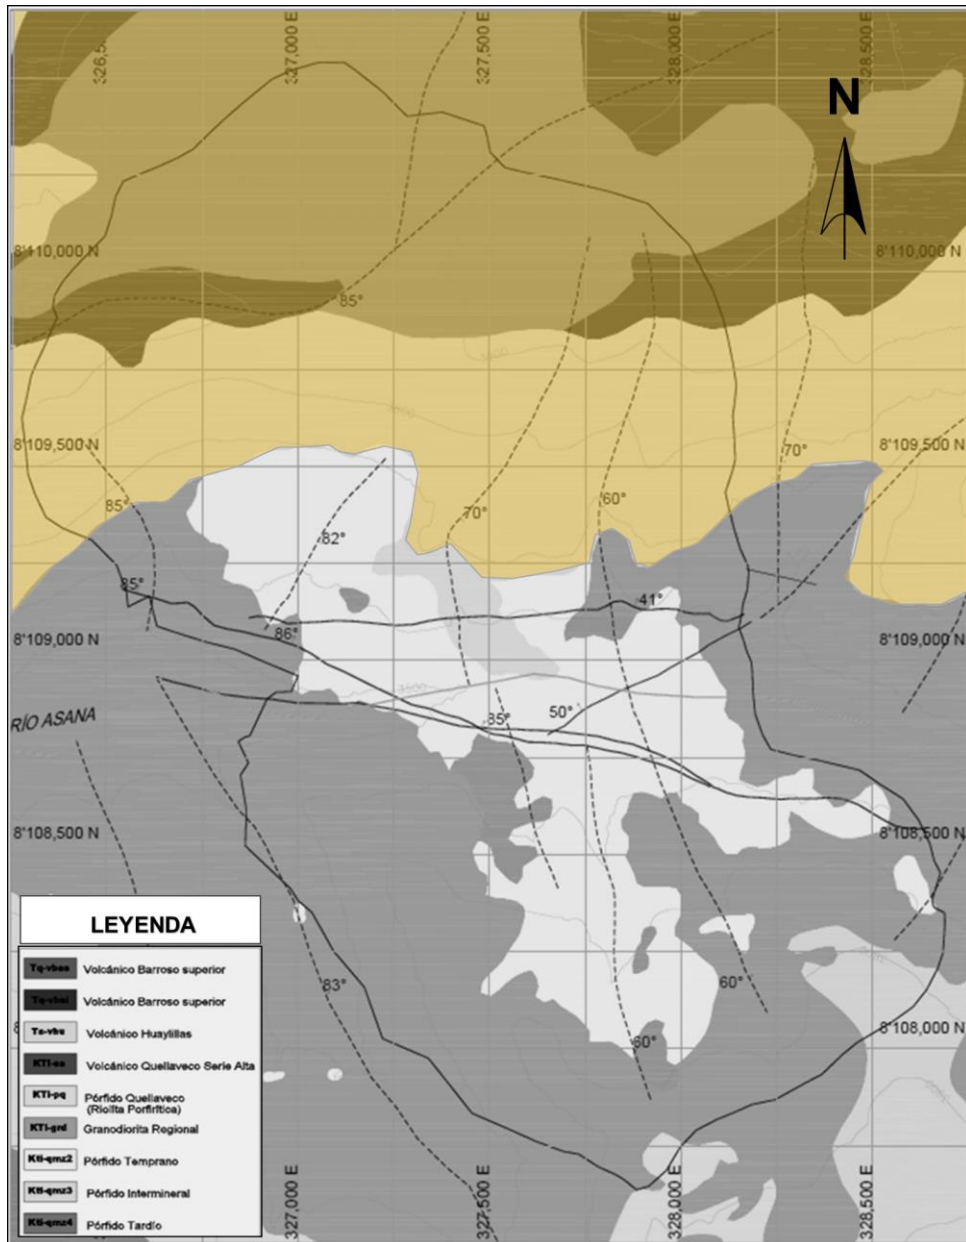 327,000 E
327,500 E
328,000 E
328,500 E
N
8'110,000 N
8'110,000 N
85°
8'109,500 N
8'109,500 N
70°
85°
70°
60°
82°
85°
41°
86°
8'109,000 N
8'109,000 N
RÍO ASANA
85°
50°
8'108,500 N
8'108,500 N
83°
60°
8'108,000 N
60°
LEYENDA
Volcánico Barroso superior
Volcánico Barroso superior
Volcánico Huaylillas
Volcánico Quellaveco Serie Alta
KTi-pq Pórfido Quellaveco
(Riolita Porfirítica)
KTi-grd Granodiorita Regional
Kti-qmz2 Pórfido Temprano
Kti-qmz3 Pórfido Intermineral
Kti-qmz4 Pórfido Tardío
327,000 E
327,500 E
328,000 E
328,500 E